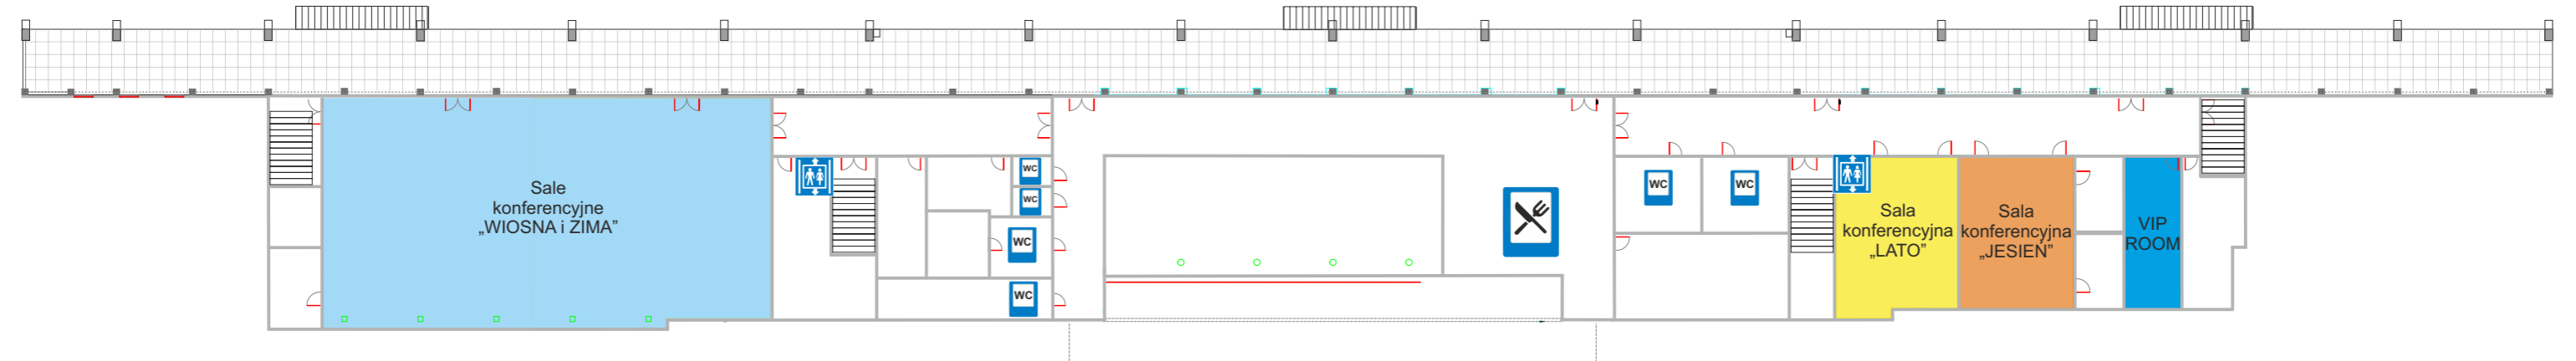 Sale
konferencyjne
„WIOSNA i ZIMA”
WC
WC
WC
WC
WC
WC
Sala
konferencyjna
„LATO”
Sala
konferencyjna
„JESIEŃ”
VIP
ROOM